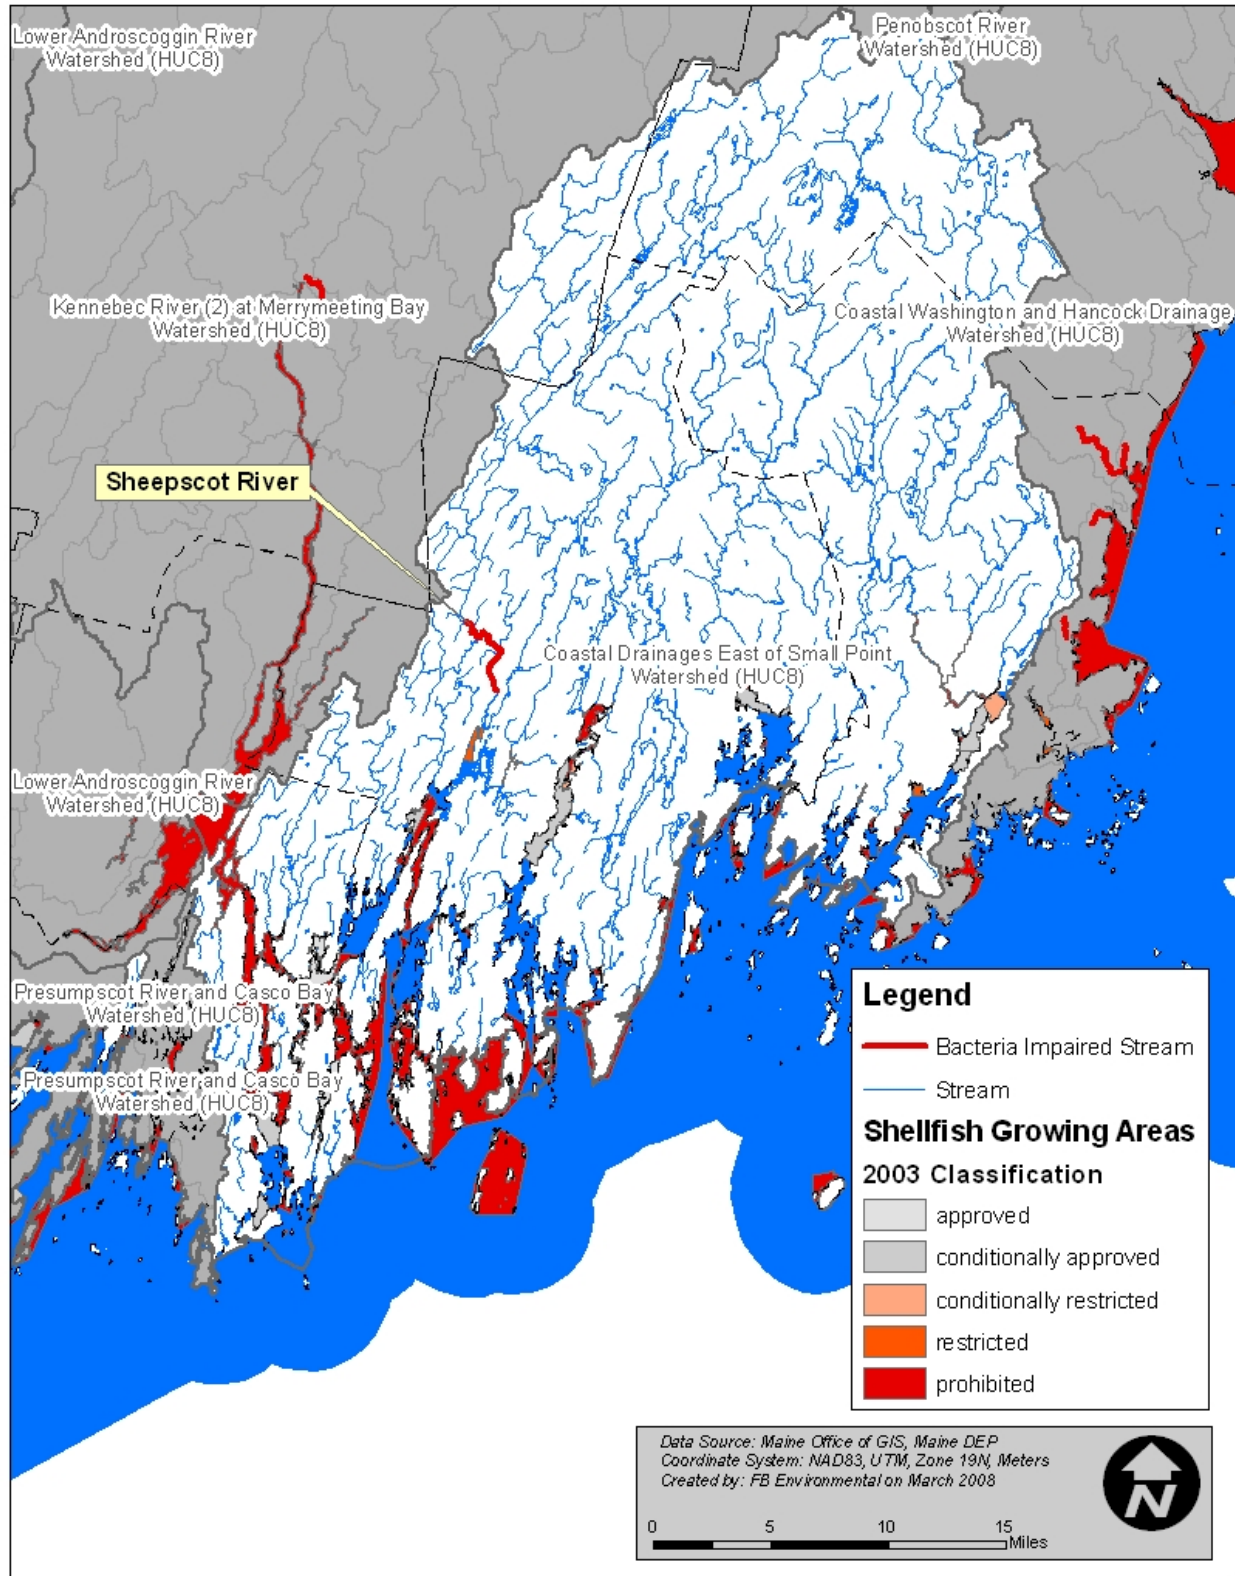 Lower Androscoggin River
Watershed (HUC8)
Penobscot River
Watershed (HUC8)
Kennebec River (2) at Merrymeeting Bay
Watershed (HUC8)
Coastal Washington and Hancock Drainage
Watershed (HUC8)
Sheepscot River
Coastal Drainages East of Small Point
Watershed (HUC8)
Lower Androscoggin River
Watershed (HUC8)
Presumpscot River and Casco Bay
Watershed (HUC8)
Presumpscot River and Casco Bay
Watershed (HUC8)
Legend
Bacteria Impaired Stream
Stream
Shellfish Growing Areas
2003 Classification
approved
conditionally approved
conditionally restricted
restricted
prohibited
Data Source: Maine Office of GIS, Maine DEP
Coordinate System: NAD83, UTM, Zone 19N, Meters
Created by: FB Environmental on March 2008
0 5 10 15
Miles
N